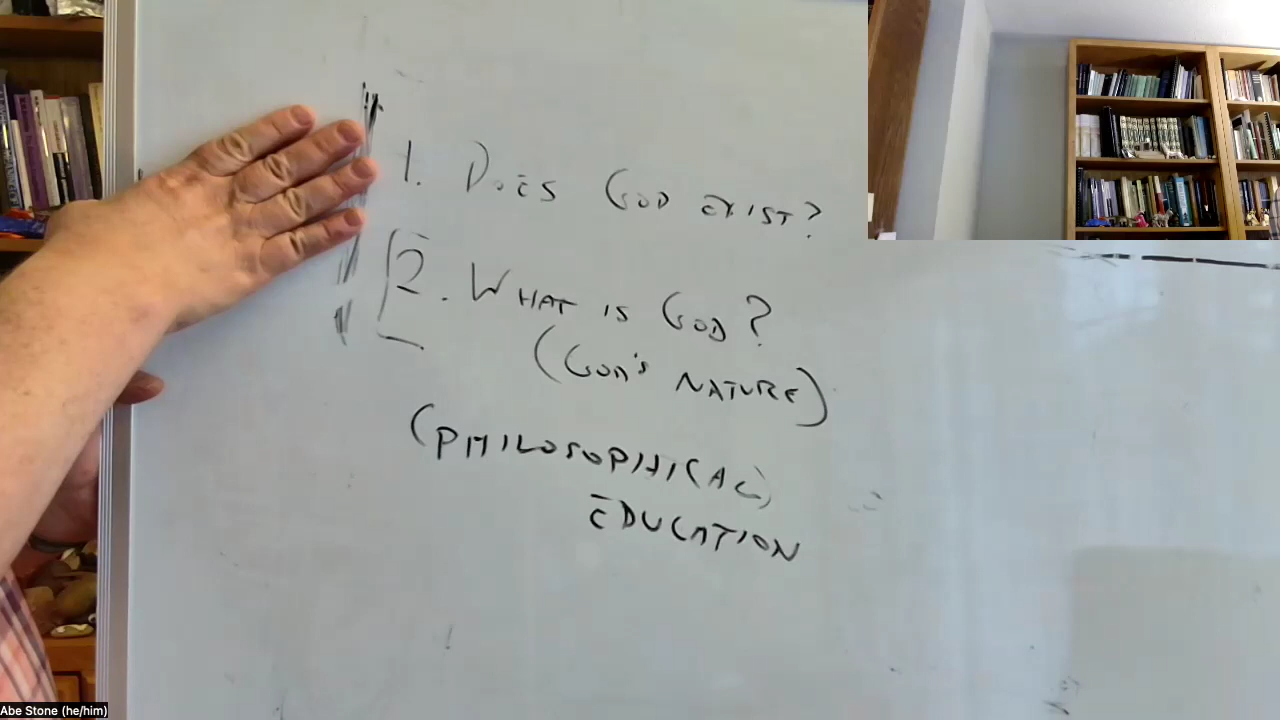 1. DOES GOD EXIST?
2. WHAT IS GOD?
(GOD'S NATURE)
(PHILOSOPHICAL)
EDUCATION
Abe Stone (he/him)